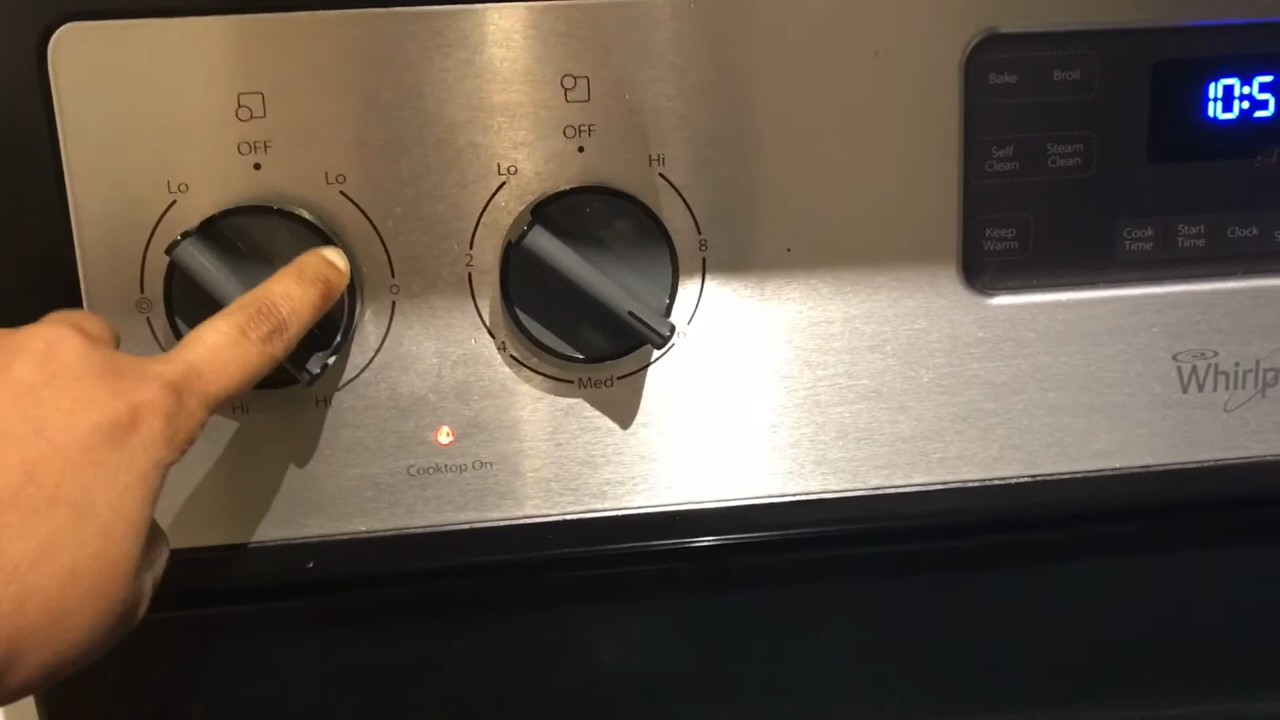 OFF
Lo
Lo
Hi
Hi
OFF
Lo
Hi
2
8
4
Med
Cooktop On
Bake
Broil
Self
Clean
Steam
Clean
Keep
Warm
Cook
Time
Start
Time
Clock
10:5
Whirlp